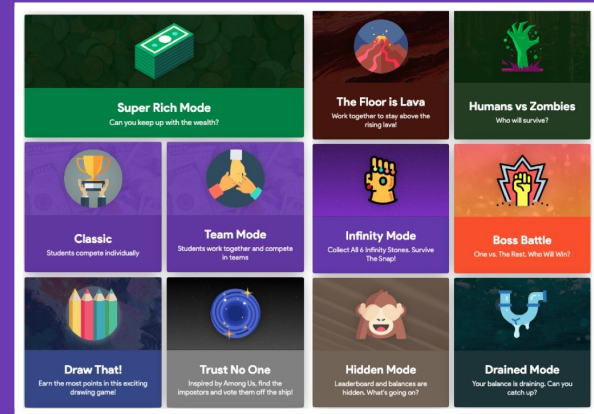 Super Rich Mode
Can you keep up with the wealth?
The Floor is Lava
Work together to stay above the
rising lava!
Humans vs Zombies
Who will survive?
Classic
Students compete individually
Team Mode
Students work together and compete
in teams
Infinity Mode
Collect All 6 Infinity Stones. Survive
The Snap!
Boss Battle
One vs. The Rest. Who Will Win?
Draw That!
Earn the most points in this exciting
drawing game!
Trust No One
Inspired by Among Us, find the
impostors and vote them off the ship!
Hidden Mode
Leaderboard and balances are
hidden. What's going on?
Drained Mode
Your balance is draining. Can you
catch up?